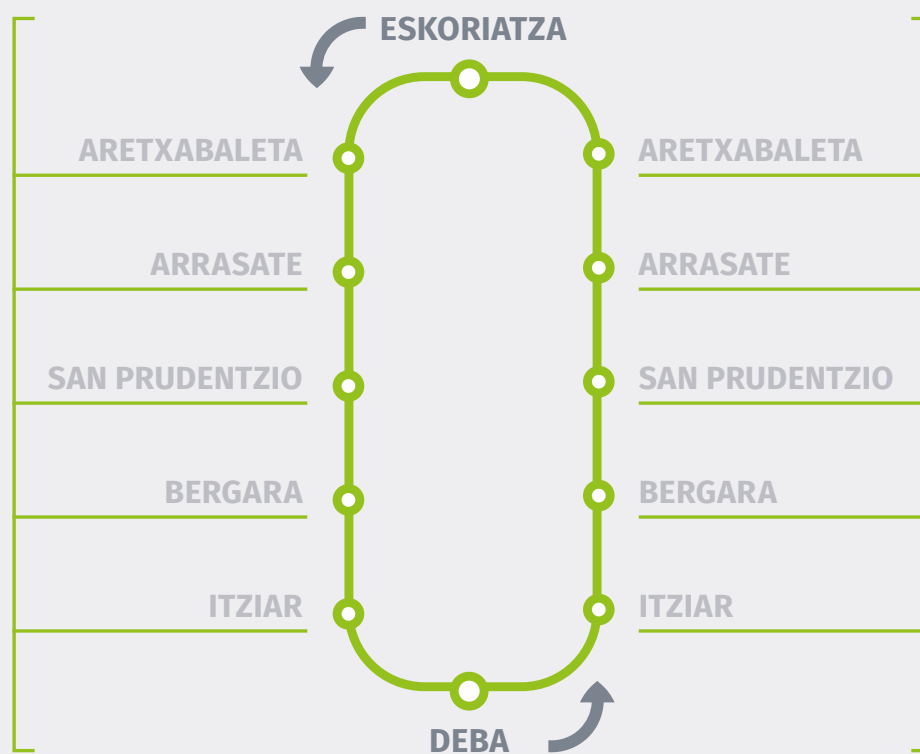 ESKORIATZA
ARETXABALETA
ARETXABALETA
ARRASATE
ARRASATE
SAN PRUDENTZIO
SAN PRUDENTZIO
BERGARA
BERGARA
ITZIAR
ITZIAR
DEBA